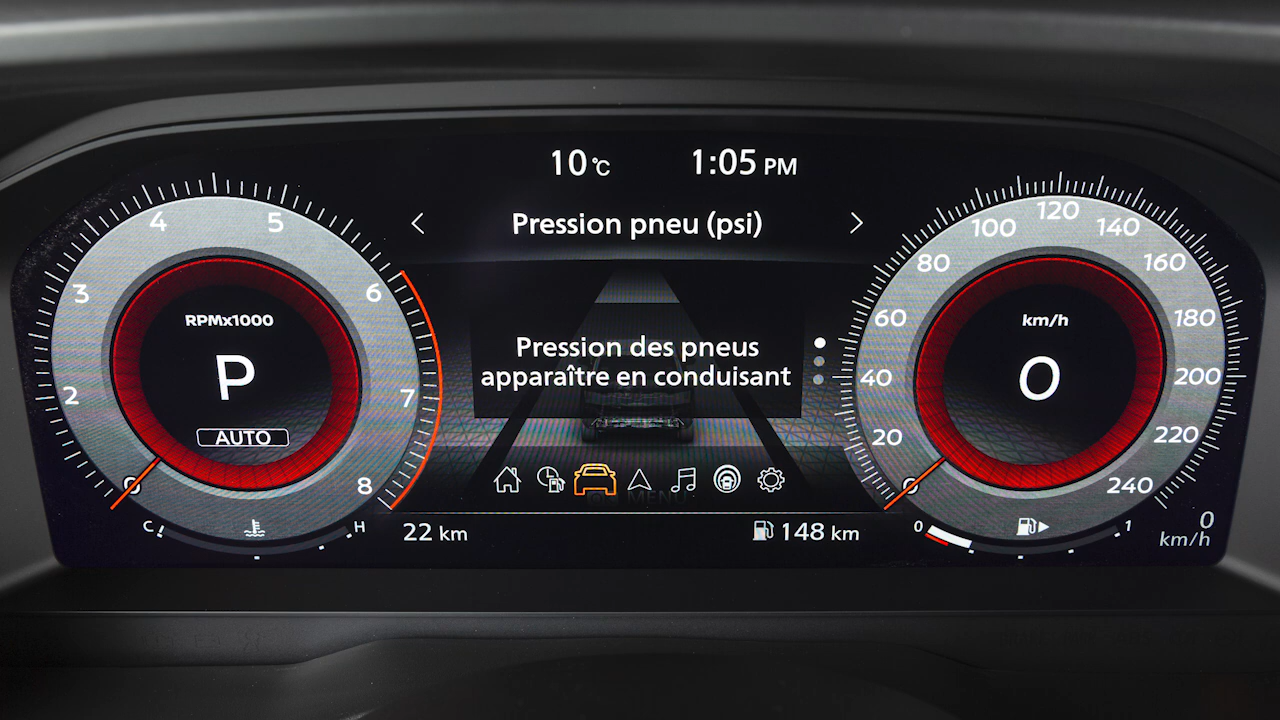 10°C 1:05 PM
< Pression pneu (psi) >
Pression des pneus
apparaître en conduisant
RPMx1000
P
AUTO
0
2
3
4
5
6
7
8
C H
22 km
148 km
km/h
0
0
20
40
60
80
100
120
140
160
180
200
220
240
0 1
0
km/h